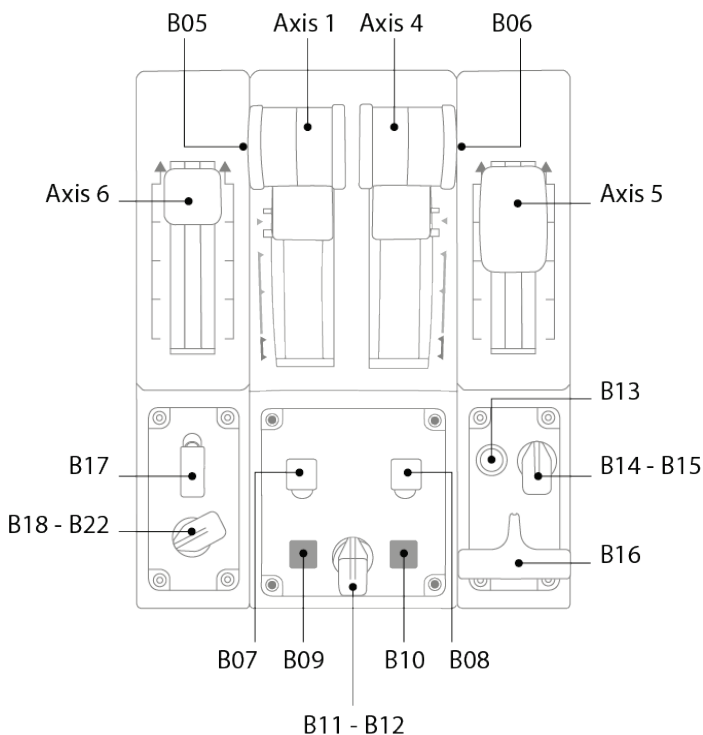 B05 Axis 1 Axis 4 B06
Axis 6 Axis 5
B13
B17 B14 - B15
B18 - B22
B16
B07 B09 B10 B08
B11 - B12